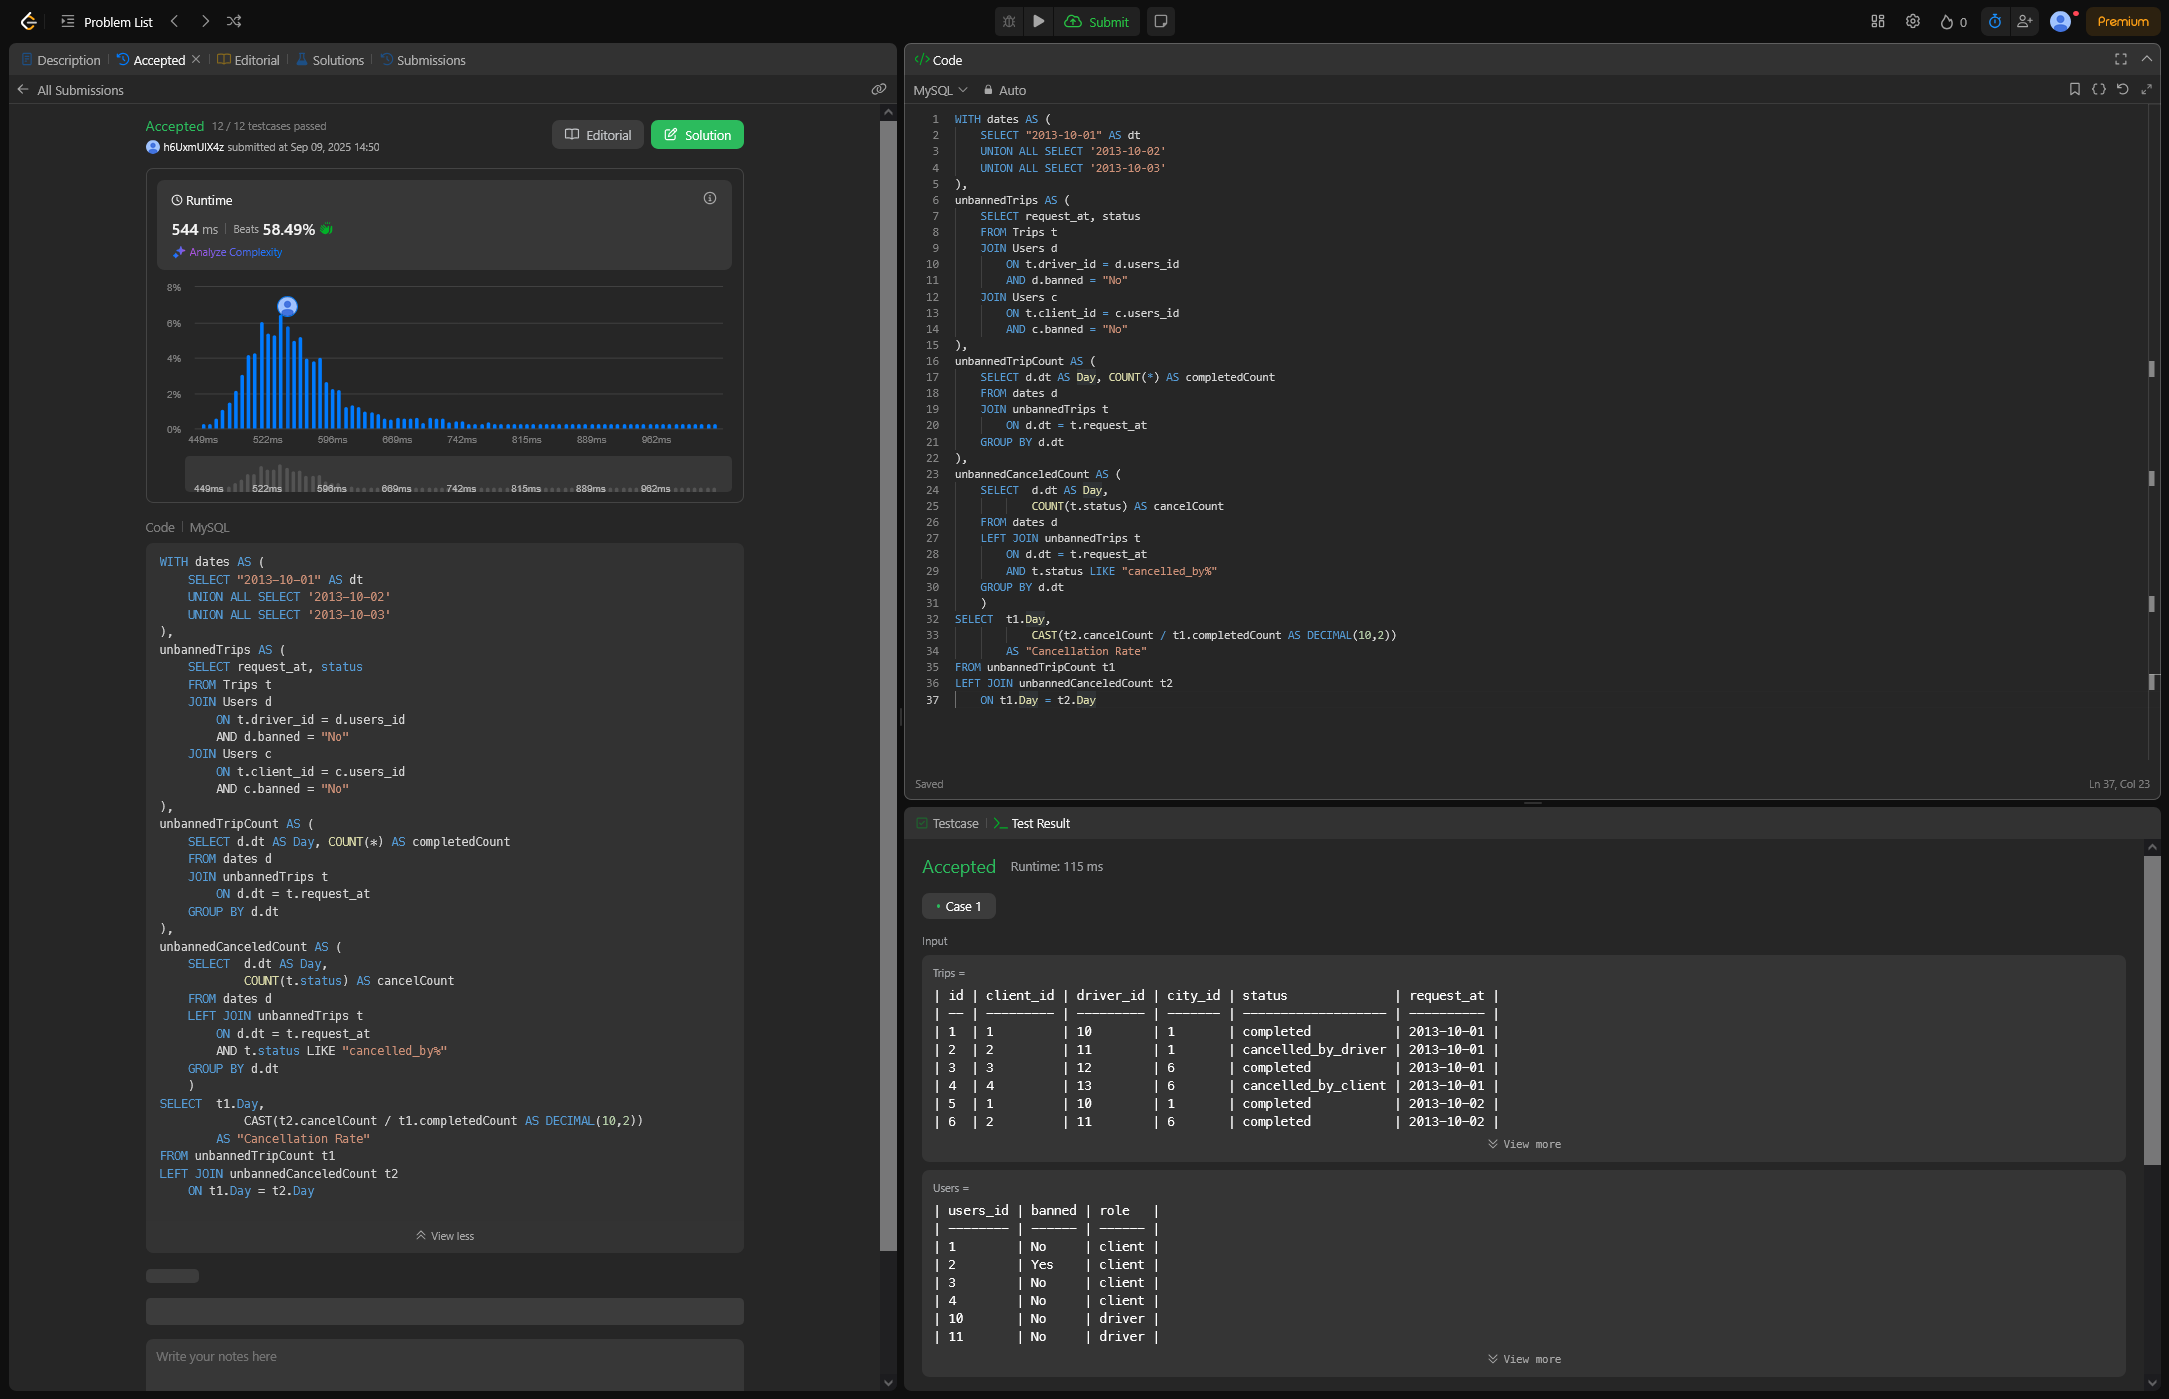 Problem List
Submit
0
Premium
Description
Accepted
Editorial
Solutions
Submissions
All Submissions
Accepted 12 / 12 testcases passed
h6UxmUlX4z submitted at Sep 09, 2025 14:50
Editorial
Solution
Runtime
544 ms | Beats 58.49%
Analyze Complexity
8%
6%
4%
2%
0%
449ms 522ms 596ms 669ms 742ms 815ms 889ms 962ms
449ms 522ms 596ms 669ms 742ms 815ms 889ms 962ms
Code | MySQL
WITH dates AS (
    SELECT "2013-10-01" AS dt
    UNION ALL SELECT '2013-10-02'
    UNION ALL SELECT '2013-10-03'
),
unbannedTrips AS (
    SELECT request_at, status
    FROM Trips t
    JOIN Users d
        ON t.driver_id = d.users_id
        AND d.banned = "No"
    JOIN Users c
        ON t.client_id = c.users_id
        AND c.banned = "No"
),
unbannedTripCount AS (
    SELECT d.dt AS Day, COUNT(*) AS completedCount
    FROM dates d
    JOIN unbannedTrips t
        ON d.dt = t.request_at
    GROUP BY d.dt
),
unbannedCanceledCount AS (
    SELECT  d.dt AS Day,
            COUNT(t.status) AS cancelCount
    FROM dates d
    LEFT JOIN unbannedTrips t
        ON d.dt = t.request_at
        AND t.status LIKE "cancelled_by%"
    GROUP BY d.dt
    )
SELECT  t1.Day,
            CAST(t2.cancelCount / t1.completedCount AS DECIMAL(10,2))
        AS "Cancellation Rate"
FROM unbannedTripCount t1
LEFT JOIN unbannedCanceledCount t2
    ON t1.Day = t2.Day
View less
Write your notes here
Code
MySQL
Auto
1 WITH dates AS (
2     SELECT "2013-10-01" AS dt
3     UNION ALL SELECT '2013-10-02'
4     UNION ALL SELECT '2013-10-03'
5 ),
6 unbannedTrips AS (
7     SELECT request_at, status
8     FROM Trips t
9     JOIN Users d
10         ON t.driver_id = d.users_id
11         AND d.banned = "No"
12     JOIN Users c
13         ON t.client_id = c.users_id
14         AND c.banned = "No"
15 ),
16 unbannedTripCount AS (
17     SELECT d.dt AS Day, COUNT(*) AS completedCount
18     FROM dates d
19     JOIN unbannedTrips t
20         ON d.dt = t.request_at
21     GROUP BY d.dt
22 ),
23 unbannedCanceledCount AS (
24     SELECT  d.dt AS Day,
25             COUNT(t.status) AS cancelCount
26     FROM dates d
27     LEFT JOIN unbannedTrips t
28         ON d.dt = t.request_at
29         AND t.status LIKE "cancelled_by%"
30     GROUP BY d.dt
31     )
32 SELECT  t1.Day,
33             CAST(t2.cancelCount / t1.completedCount AS DECIMAL(10,2))
34         AS "Cancellation Rate"
35 FROM unbannedTripCount t1
36 LEFT JOIN unbannedCanceledCount t2
37     ON t1.Day = t2.Day
Saved
Ln 37, Col 23
Testcase
Test Result
Accepted Runtime: 115 ms
Case 1
Input
Trips =
| id | client_id | driver_id | city_id | status              | request_at |
| -- | --------- | --------- | ------- | ------------------- | ---------- |
| 1  | 1         | 10        | 1       | completed           | 2013-10-01 |
| 2  | 2         | 11        | 1       | cancelled_by_driver | 2013-10-01 |
| 3  | 3         | 12        | 6       | completed           | 2013-10-01 |
| 4  | 4         | 13        | 6       | cancelled_by_client | 2013-10-01 |
| 5  | 1         | 10        | 1       | completed           | 2013-10-02 |
| 6  | 2         | 11        | 6       | completed           | 2013-10-02 |
View more
Users =
| users_id | banned | role   |
| -------- | ------ | ------ |
| 1        | No     | client |
| 2        | Yes    | client |
| 3        | No     | client |
| 4        | No     | client |
| 10       | No     | driver |
| 11       | No     | driver |
View more